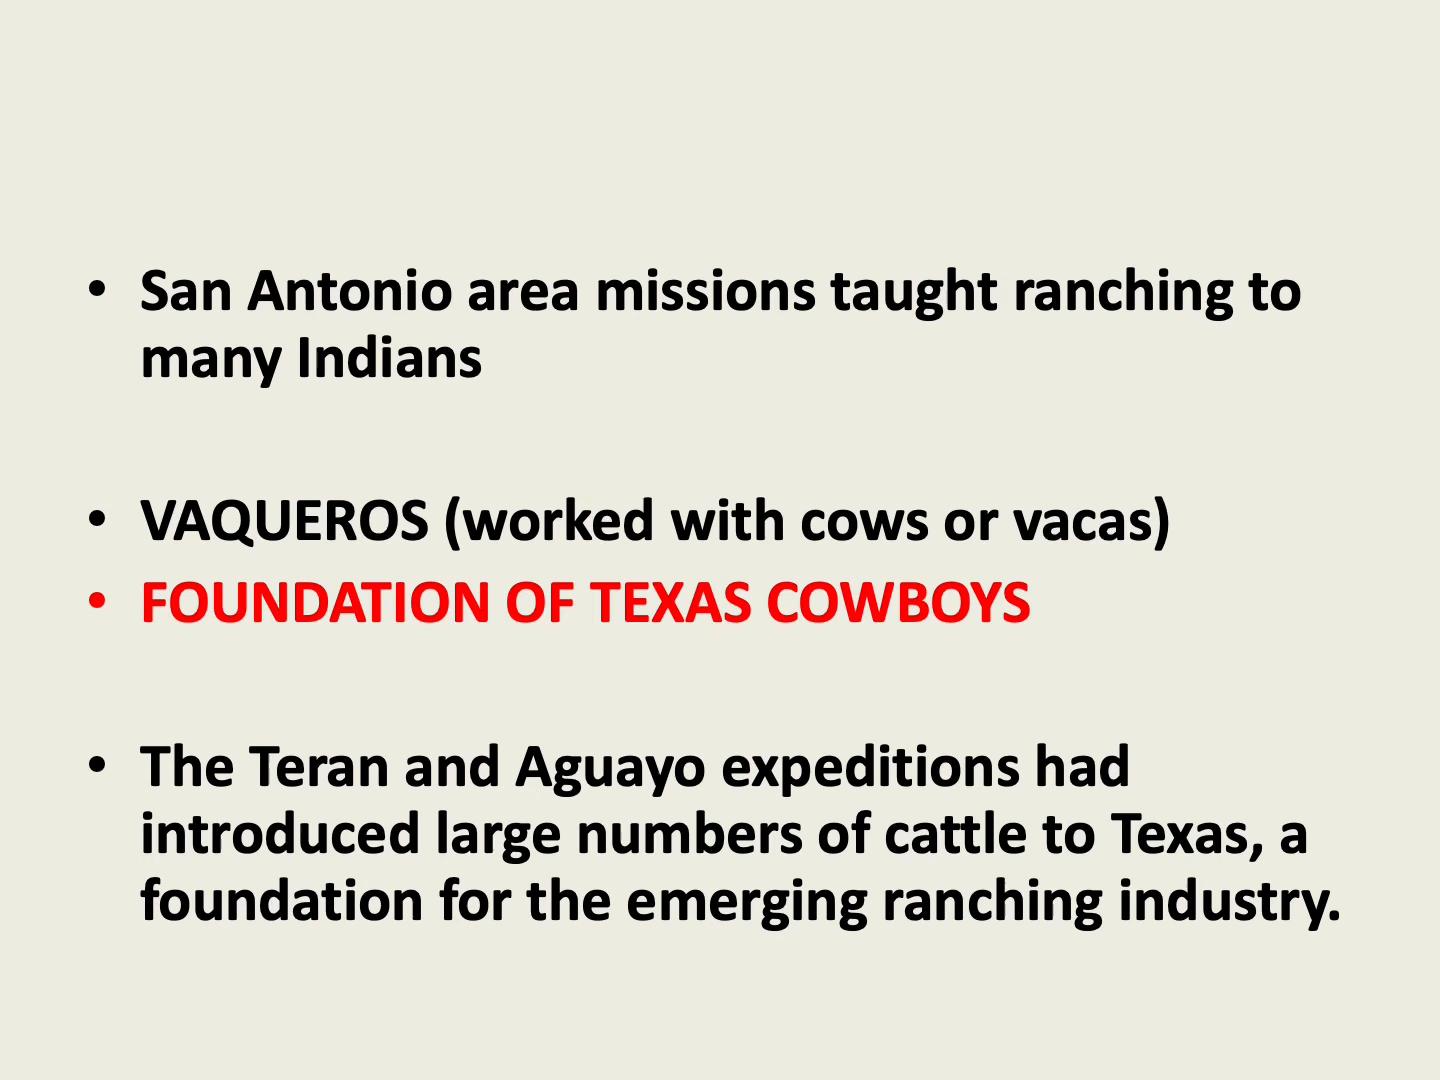 • San Antonio area missions taught ranching to
many Indians
• VAQUEROS (worked with cows or vacas)
• FOUNDATION OF TEXAS COWBOYS
• The Teran and Aguayo expeditions had
introduced large numbers of cattle to Texas, a
foundation for the emerging ranching industry.